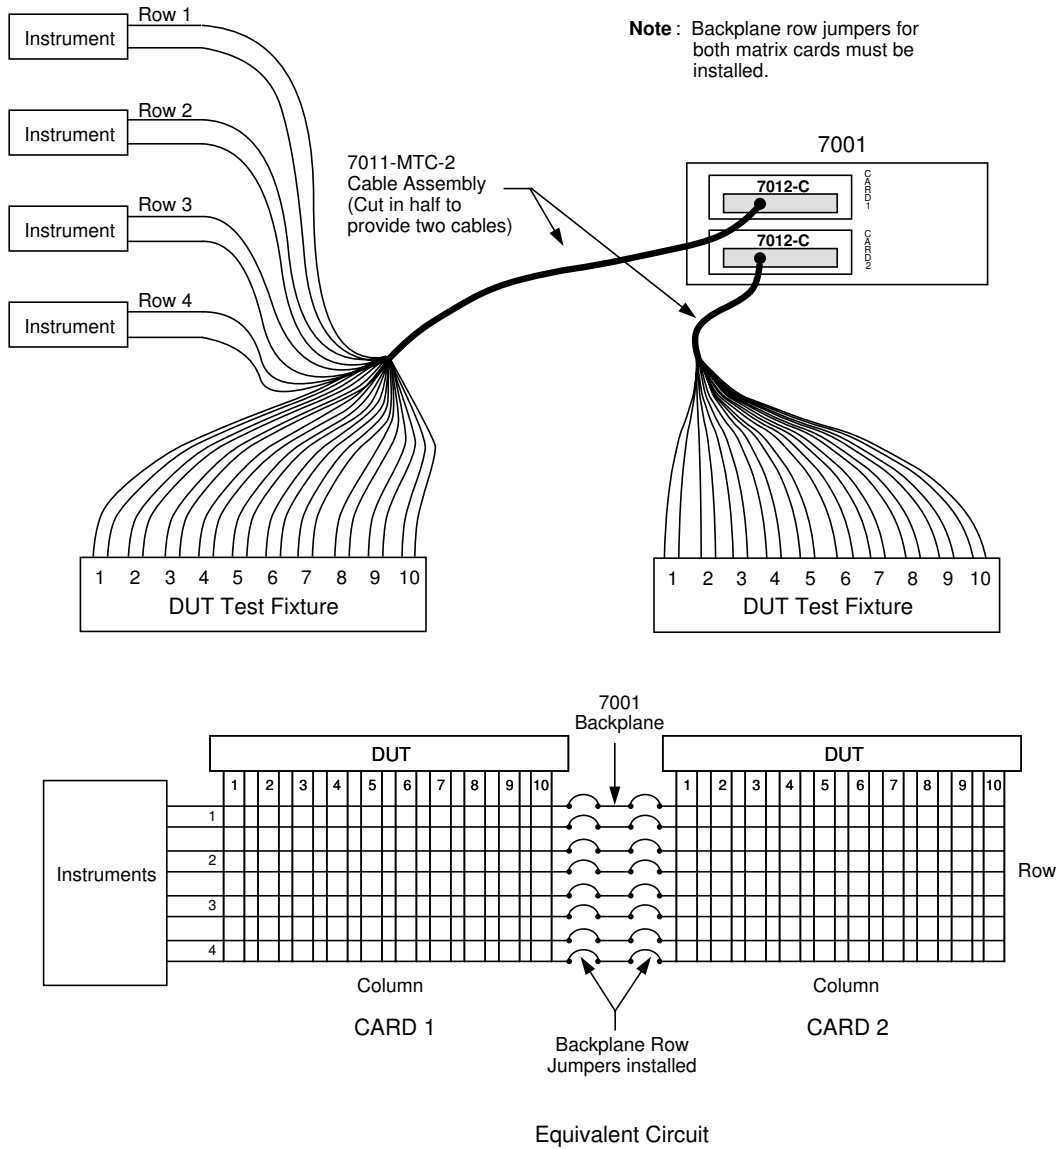 Row 1
Instrument
Row 2
Instrument
Row 3
Instrument
Row 4
Instrument
Note : Backplane row jumpers for
both matrix cards must be
installed.
7011-MTC-2
Cable Assembly
(Cut in half to
provide two cables)
7001
7012-C
CARD1
7012-C
CARD2
1 2 3 4 5 6 7 8 9 10
DUT Test Fixture
1 2 3 4 5 6 7 8 9 10
DUT Test Fixture
7001
Backplane
DUT
DUT
1 2 3 4 5 6 7 8 9 10
1 2 3 4 5 6 7 8 9 10
1
2
3
4
Instruments
Row
Column
Column
CARD 1
CARD 2
Backplane Row
Jumpers installed
Equivalent Circuit